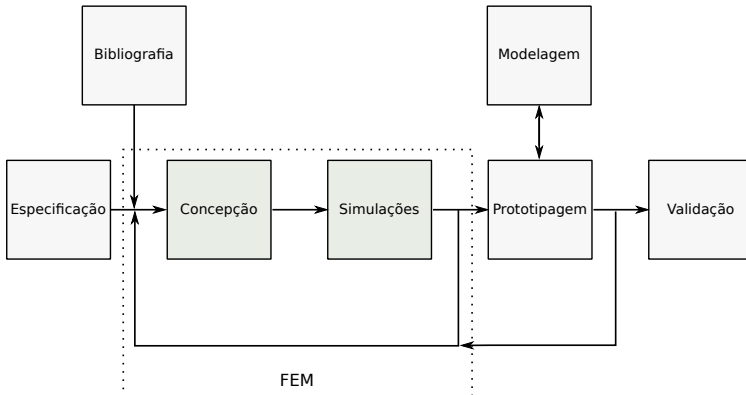 Bibliografia
Modelagem
Especificação
Concepção
Simulações
Prototipagem
Validação
FEM